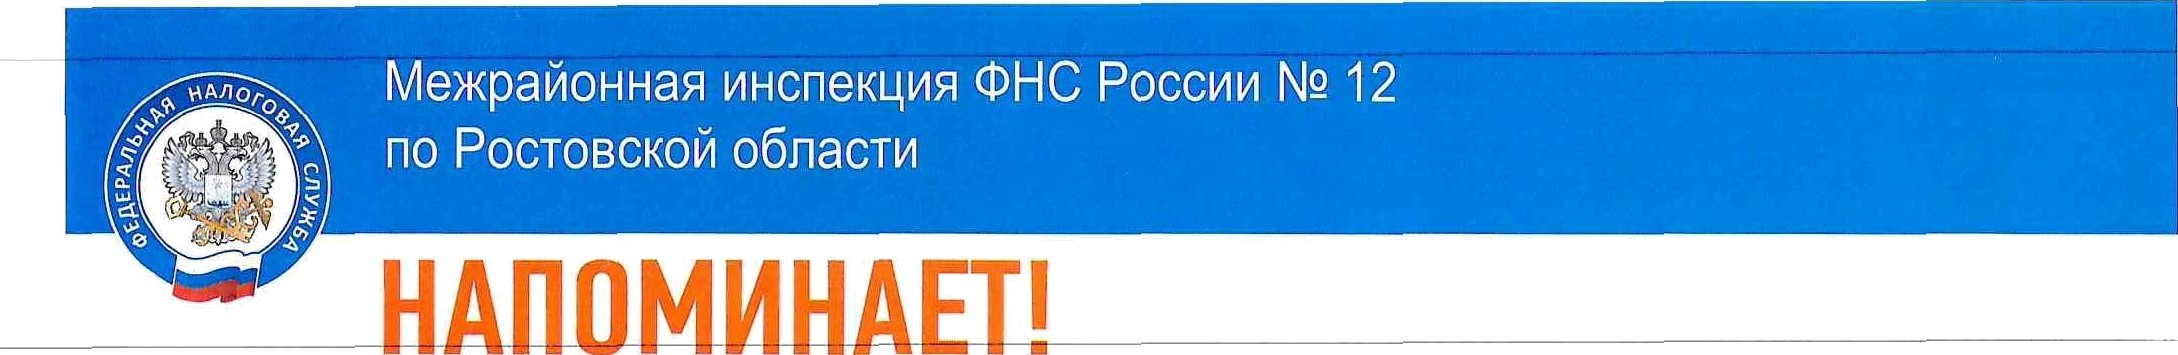 Межрайонная инспекция ФНС России № 12
по Ростовской области
ФЕДЕРАЛЬНАЯ НАЛОГОВАЯ СЛУЖБА
НАПОМИНАЕТ!